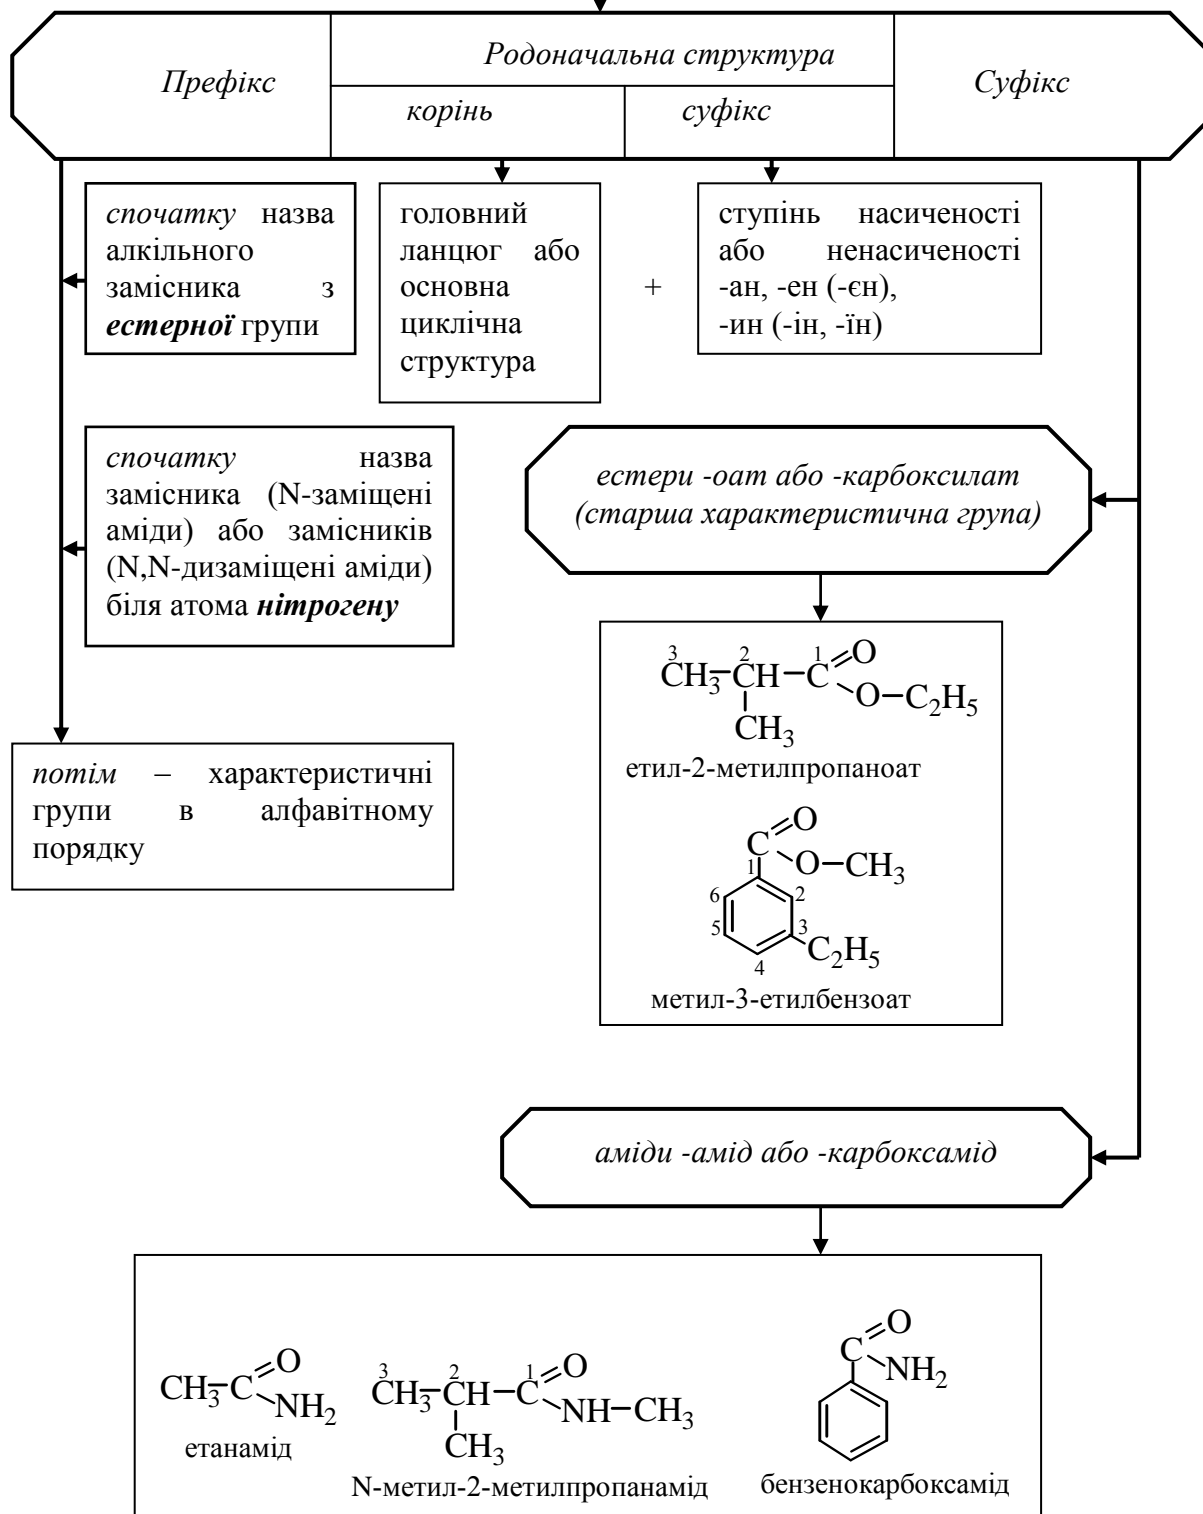 Префікс
Родоначальна структура
корінь
суфікс
Суфікс
спочатку назва
алкільного
замісника з
естерної групи
головний
ланцюг або
основна
циклічна
структура
+
ступінь насиченості
або ненасиченості
-ан, -ен (-єн),
-ин (-ін, -їн)
спочатку назва
замісника (N-заміщені
аміди) або замісників
(N,N-дизаміщені аміди)
біля атома нітрогену
потім – характеристичні
групи в алфавітному
порядку
естери -оат або -карбоксилат
(старша характеристична група)
3 2 1 O
CH3 CH C
O C2H5
CH3
етил-2-метилпропаноат
O
C
1 O CH3
6 2
5 3
4 C2H5
метил-3-етилбензоат
аміди -амід або -карбоксамід
O
CH3 C
NH2
етанамід
3 2 1 O
CH3 CH C
NH CH3
CH3
N-метил-2-метилпропанамід
O
C
NH2
бензенокарбоксамід